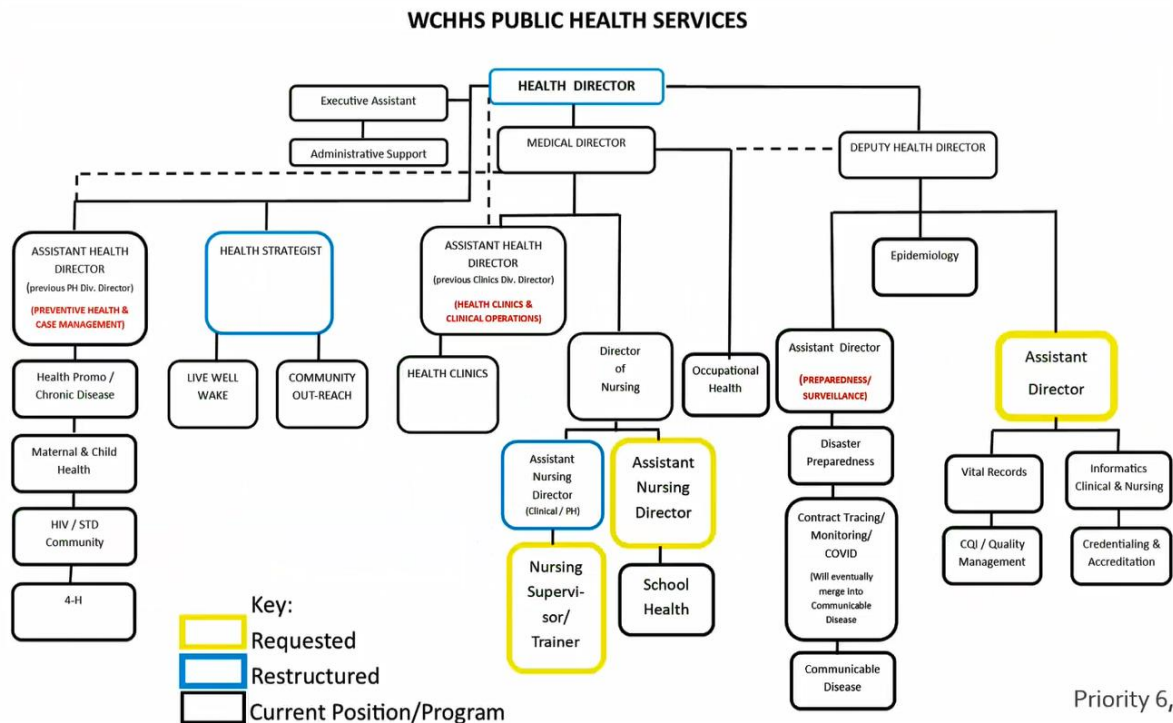 WCHHS PUBLIC HEALTH SERVICES
HEALTH DIRECTOR
Executive Assistant
Administrative Support
MEDICAL DIRECTOR
DEPUTY HEALTH DIRECTOR
ASSISTANT HEALTH
DIRECTOR
(previous PH Div. Director)
(PREVENTIVE HEALTH &
CASE MANAGEMENT)
HEALTH STRATEGIST
ASSISTANT HEALTH
DIRECTOR
(previous Clinics Div. Director)
(HEALTH CLINICS &
CLINICAL OPERATIONS)
Epidemiology
Health Promo /
Chronic Disease
LIVE WELL
WAKE
COMMUNITY
OUT-REACH
HEALTH CLINICS
Director
of
Nursing
Occupational
Health
Assistant Director
(PREPAREDNESS/
SURVEILLANCE)
Assistant
Director
Maternal & Child
Health
Assistant
Nursing
Director
(Clinical / PH)
Assistant
Nursing
Director
Disaster
Preparedness
Vital Records
Informatics
Clinical & Nursing
HIV / STD
Community
Nursing
Supervi-
sor/
Trainer
School
Health
Contract Tracing/
Monitoring/
COVID
(Will eventually
merge into
Communicable
Disease
CQI / Quality
Management
Credentialing &
Accreditation
4-H
Communicable
Disease
Key:
Requested
Restructured
Current Position/Program
Priority 6,